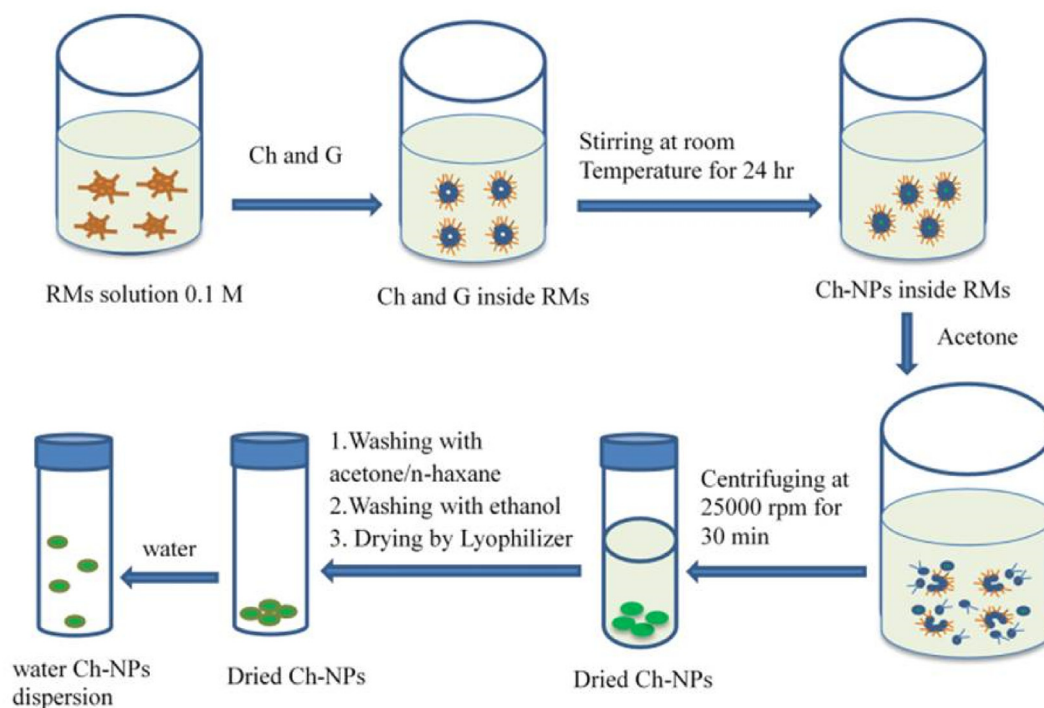 Ch and G
Stirring at room
Temperature for 24 hr
RMs solution 0.1 M
Ch and G inside RMs
Ch-NPs inside RMs
Acetone
Centrifuging at
25000 rpm for
30 min
1.Washing with
acetone/n-haxane
2.Washing with ethanol
3. Drying by Lyophilizer
water
Dried Ch-NPs
Dried Ch-NPs
water Ch-NPs
dispersion